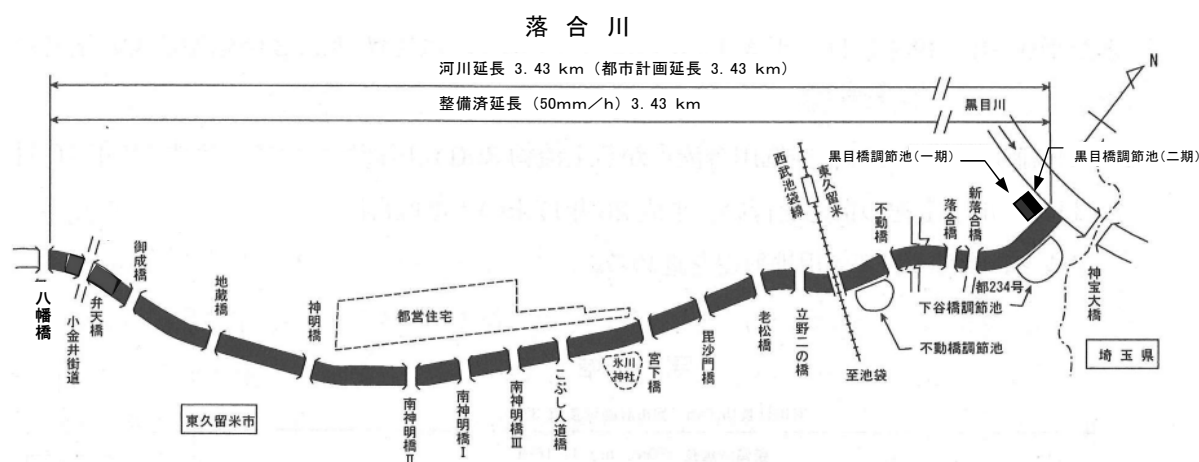 落合川
河川延長 3.43 km（都市計画延長 3.43 km）
整備済延長（50mm／h）3.43 km
N
黒目川
黒目橋調節池(一期)
黒目橋調節池(二期)
西武池袋線
東久留米
不動橋
落合橋
新落合橋
都234号
下谷橋調節池
神宝大橋
不動橋調節池
埼玉県
至池袋
八幡橋
小金井街道
弁天橋
御成橋
地蔵橋
神明橋
都営住宅
南神明橋Ⅱ
南神明橋Ⅰ
南神明橋Ⅲ
こぶし人道橋
氷川
神社
宮下橋
毘沙門橋
老松橋
立野二の橋
東久留米市